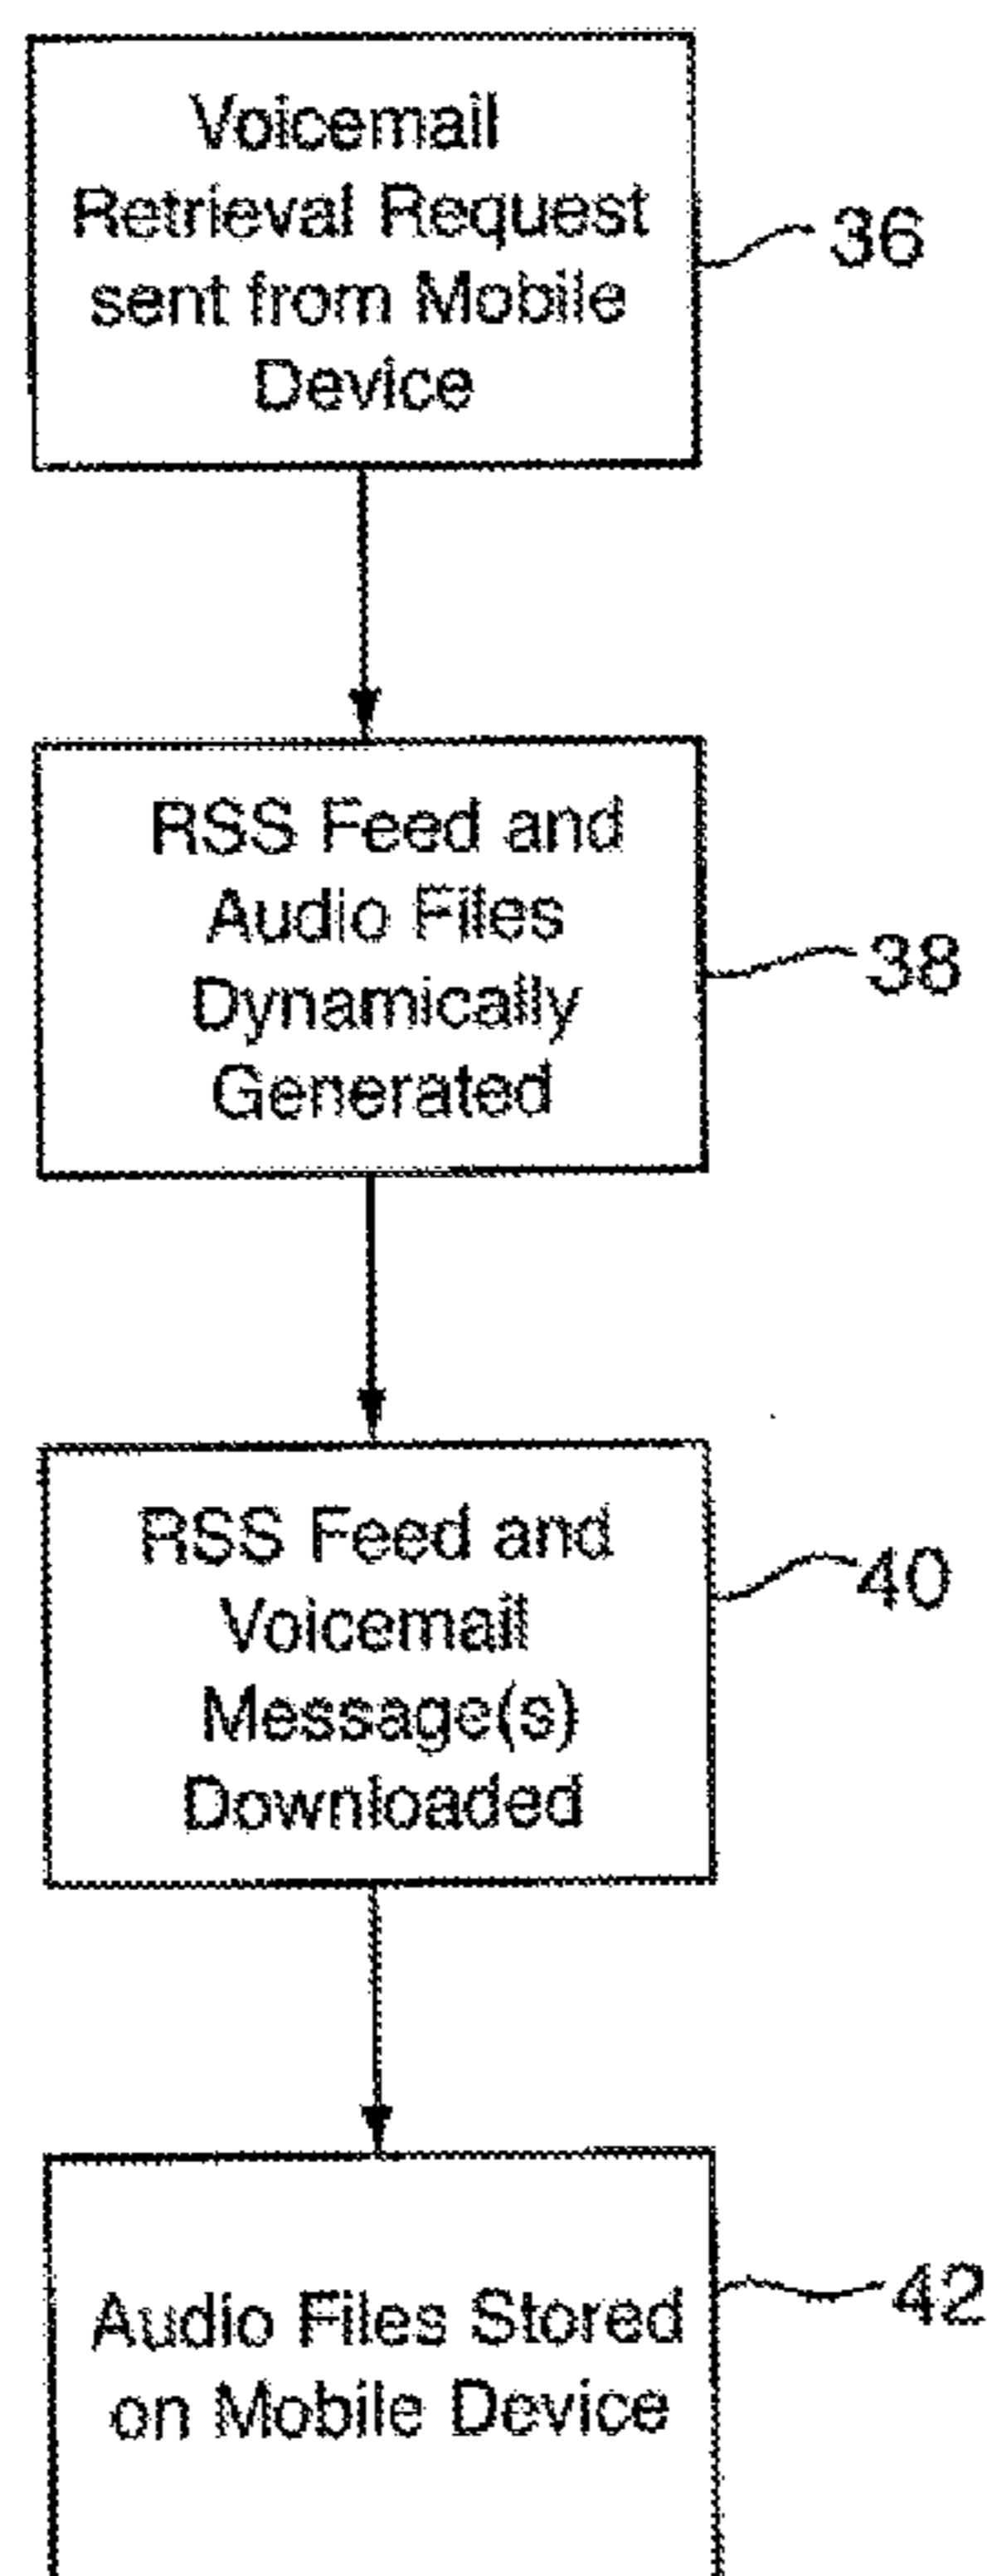 Voicemail
Retrieval Request
sent from Mobile
Device
36
RSS Feed and
Audio Files
Dynamically
Generated
38
RSS Feed and
Voicemail
Message(s)
Downloaded
40
Audio Files Stored
on Mobile Device
42